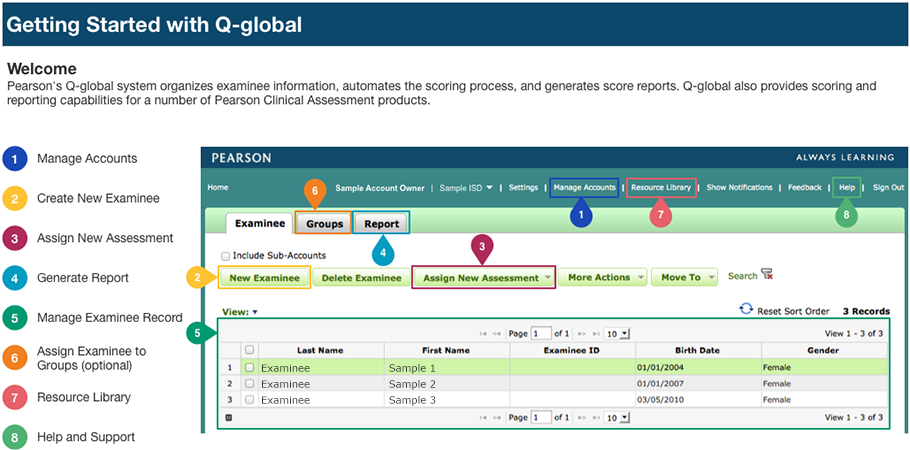 Getting Started with Q-global
Welcome
Pearson's Q-global system organizes examinee information, automates the scoring process, and generates score reports. Q-global also provides scoring and
reporting capabilities for a number of Pearson Clinical Assessment products.
1 Manage Accounts
2 Create New Examinee
3 Assign New Assessment
4 Generate Report
5 Manage Examinee Record
6 Assign Examinee to
Groups (optional)
7 Resource Library
8 Help and Support
PEARSON ALWAYS LEARNING
Home Sample Account Owner | Sample ISD ▼ | Settings | Manage Accounts | Resource Library | Show Notifications | Feedback | Help | Sign Out
6
1 7 8
Examinee Groups Report
4 3
Include Sub-Accounts
2 New Examinee Delete Examinee Assign New Assessment More Actions Move To Search
View: Reset Sort Order 3 Records
5
Page 1 of 1 10 View 1 - 3 of 3
Last Name First Name Examinee ID Birth Date Gender
1 Examinee Sample 1 01/01/2004 Female
2 Examinee Sample 2 01/01/2007 Female
3 Examinee Sample 3 03/05/2010 Female
Page 1 of 1 10 View 1 - 3 of 3